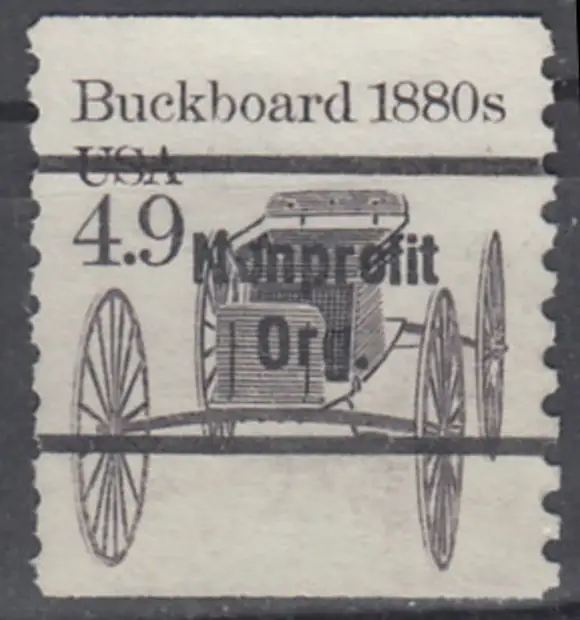 Buckboard 1880s
USA
4.9
Nonprofit
Org.